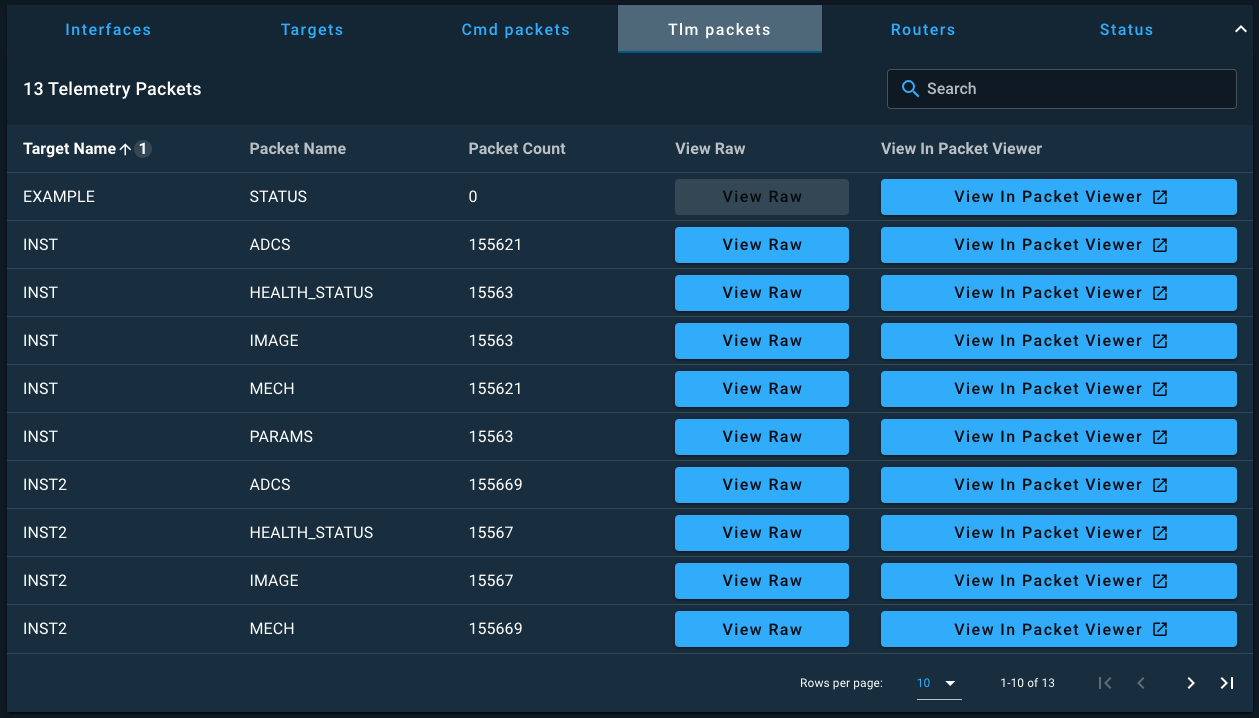 Interfaces Targets Cmd packets Tlm packets Routers Status
13 Telemetry Packets Search
Target Name 1 Packet Name Packet Count View Raw View In Packet Viewer
EXAMPLE STATUS 0 View Raw View In Packet Viewer
INST ADCS 155621 View Raw View In Packet Viewer
INST HEALTH_STATUS 15563 View Raw View In Packet Viewer
INST IMAGE 15563 View Raw View In Packet Viewer
INST MECH 155621 View Raw View In Packet Viewer
INST PARAMS 15563 View Raw View In Packet Viewer
INST2 ADCS 155669 View Raw View In Packet Viewer
INST2 HEALTH_STATUS 15567 View Raw View In Packet Viewer
INST2 IMAGE 15567 View Raw View In Packet Viewer
INST2 MECH 155669 View Raw View In Packet Viewer
Rows per page: 10 1-10 of 13